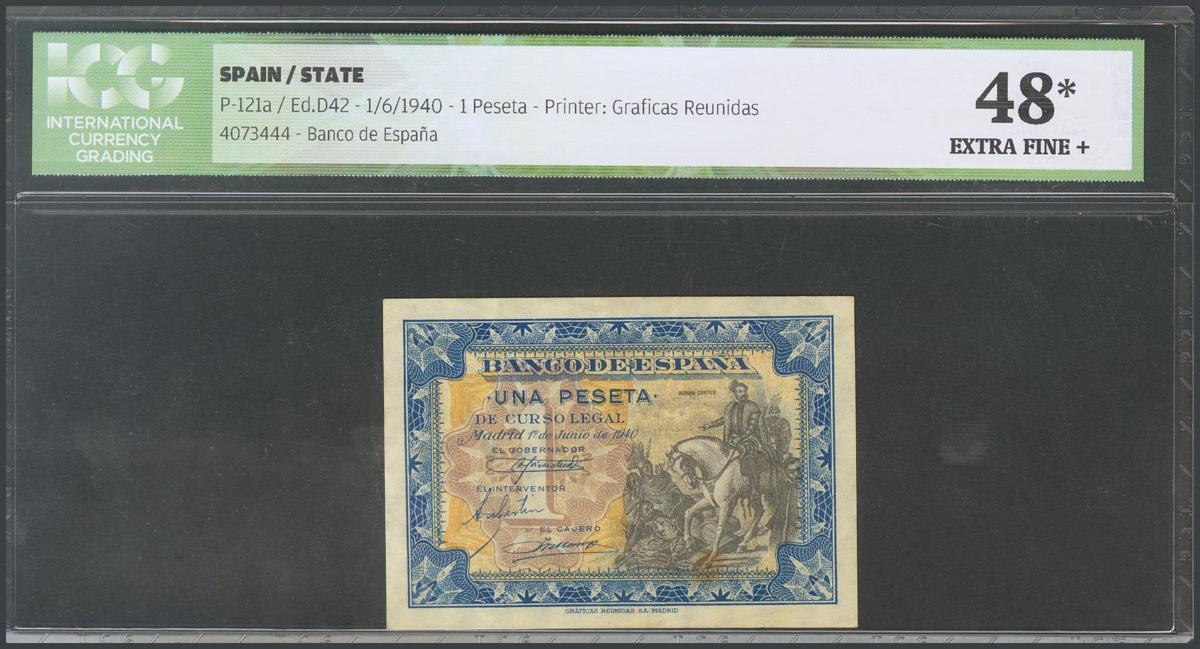 ICG
INTERNATIONAL
CURRENCY
GRADING
SPAIN / STATE
P-121a / Ed.D42 - 1/6/1940 - 1 Peseta - Printer: Graficas Reunidas
4073444 - Banco de España
48*
EXTRA FINE +
BANCO DE ESPAÑA
·UNA PESETA·
HERNAN CORTES
DE CURSO LEGAL
Madrid 1º de Junio de 1940
EL GOBERNADOR
EL INTERVENTOR
EL CAJERO
1
GRÁFICAS REUNIDAS S.A.-MADRID